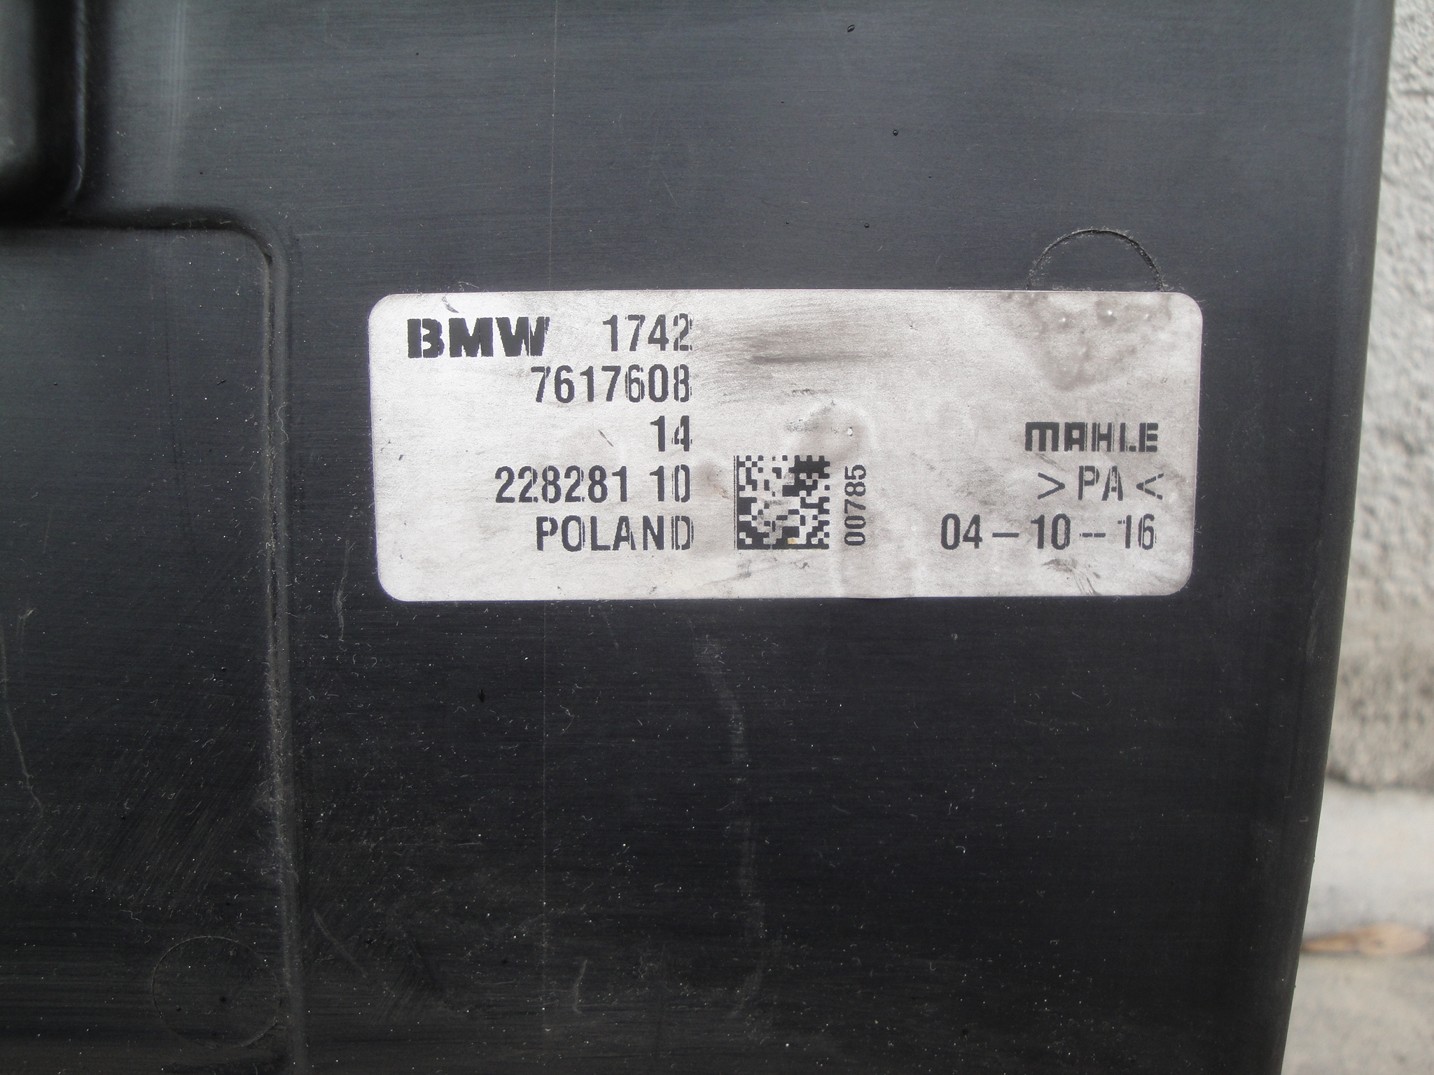 BMW 1742
7617608
14
228281 10
POLAND
00785
MAHLE
>PA<
04-10--16